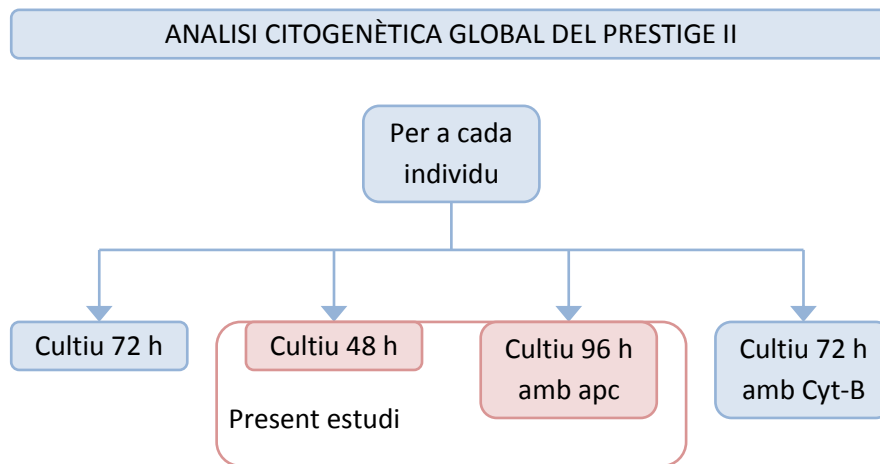 ANALISI CITOGENÈTICA GLOBAL DEL PRESTIGE II
Per a cada
individu
Cultiu 72 h
Cultiu 48 h
Cultiu 96 h
amb apc
Cultiu 72 h
amb Cyt-B
Present estudi